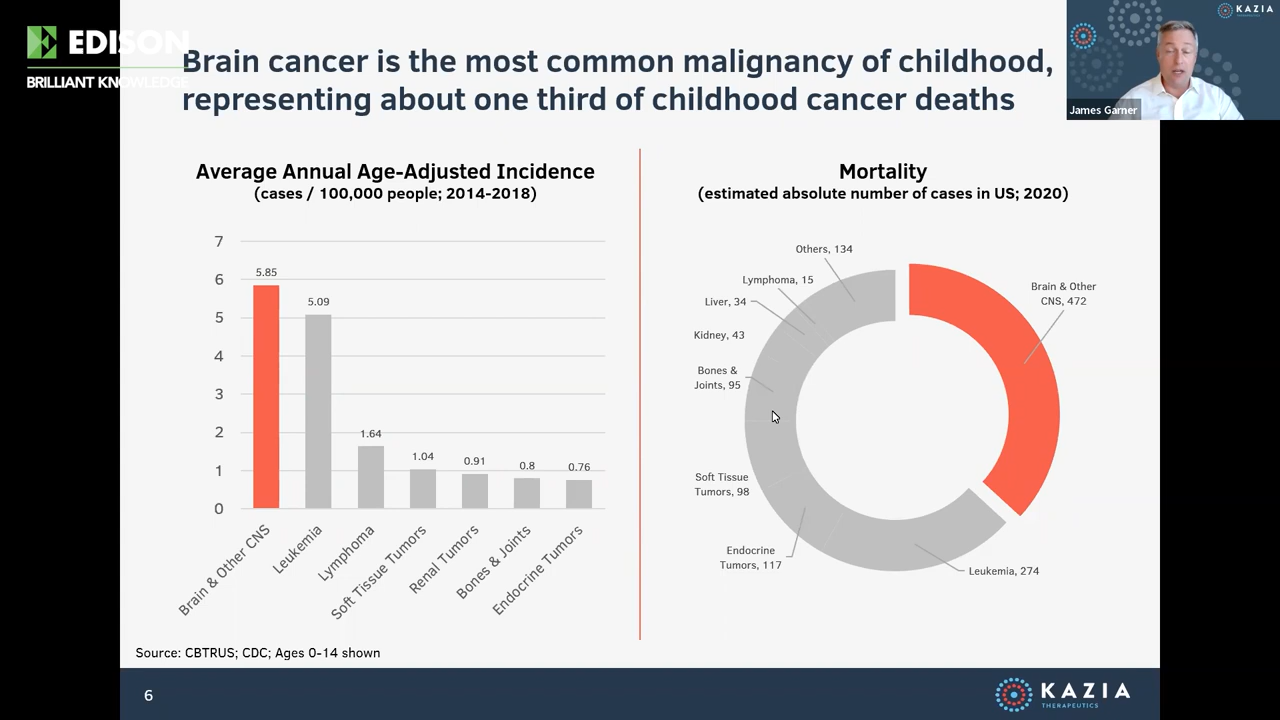 EDISON
BRILLIANT KNOWLEDGE
Brain cancer is the most common malignancy of childhood,
representing about one third of childhood cancer deaths
KAZIA
THERAPEUTICS
James Garner
Average Annual Age-Adjusted Incidence
(cases / 100,000 people; 2014-2018)
7
6
5
4
3
2
1
0
5.85
5.09
1.64
1.04
0.91
0.8
0.76
Brain & Other CNS
Leukemia
Lymphoma
Soft Tissue Tumors
Renal Tumors
Bones & Joints
Endocrine Tumors
Mortality
(estimated absolute number of cases in US; 2020)
Others, 134
Lymphoma, 15
Liver, 34
Kidney, 43
Bones &
Joints, 95
Soft Tissue
Tumors, 98
Endocrine
Tumors, 117
Leukemia, 274
Brain & Other
CNS, 472
Source: CBTRUS; CDC; Ages 0-14 shown
6
KAZIA
THERAPEUTICS